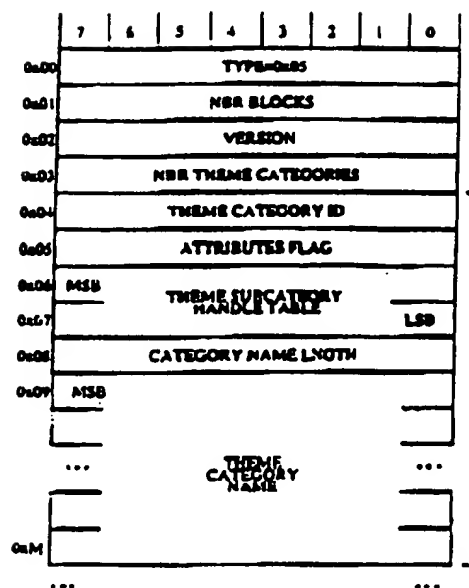 7 6 5 4 3 2 1 0
0x00 TYPE=0x05
0x01 NBR BLOCKS
0x02 VERSION
0x03 NBR THEME CATEGORIES
0x04 THEME CATEGORY ID
0x05 ATTRIBUTES FLAG
0x06 MSB
THEME SUBCATEGORY
HANDLE TABLE
0x07 LSB
0x08 CATEGORY NAME LNGTH
0x09 MSB
... THEME ...
CATEGORY
NAME
0xM
... ...